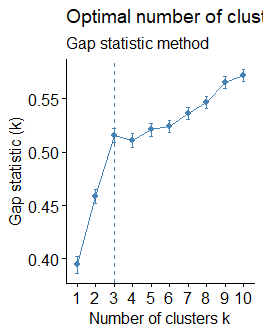 Optimal number of clust
Gap statistic method
0.55
0.50
0.45
0.40
Gap statistic (k)
1 2 3 4 5 6 7 8 9 10
Number of clusters k